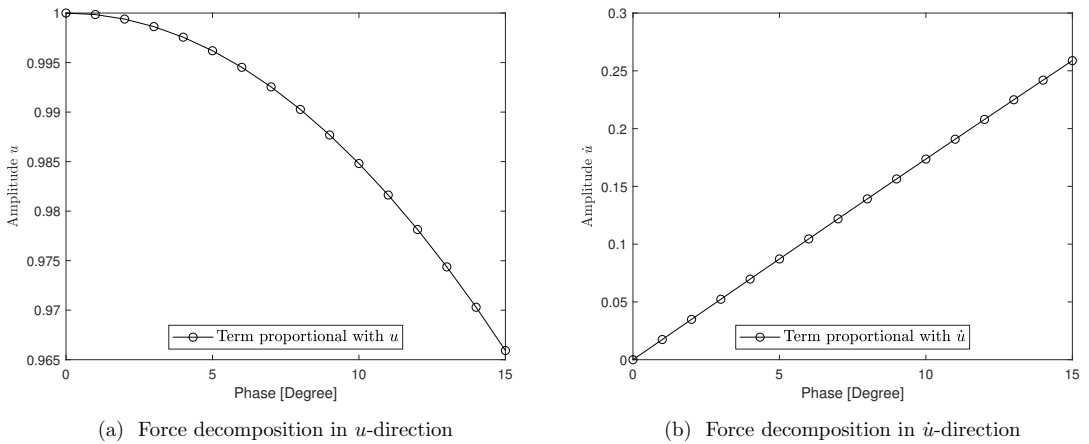 1
0.995
0.99
0.985
0.98
0.975
0.97
0.965
Amplitude u
0
5
10
15
Phase [Degree]
Term proportional with u
(a) Force decomposition in u-direction
0.3
0.25
0.2
0.15
0.1
0.05
0
Amplitude u̇
0
5
10
15
Phase [Degree]
Term proportional with u̇
(b) Force decomposition in u̇-direction